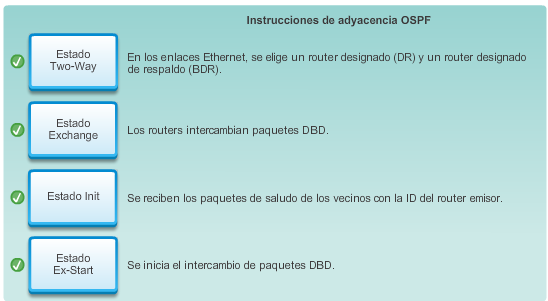 Instrucciones de adyacencia OSPF
Estado
Two-Way
En los enlaces Ethernet, se elige un router designado (DR) y un router designado
de respaldo (BDR).
Estado
Exchange
Los routers intercambian paquetes DBD.
Estado Init
Se reciben los paquetes de saludo de los vecinos con la ID del router emisor.
Estado
Ex-Start
Se inicia el intercambio de paquetes DBD.